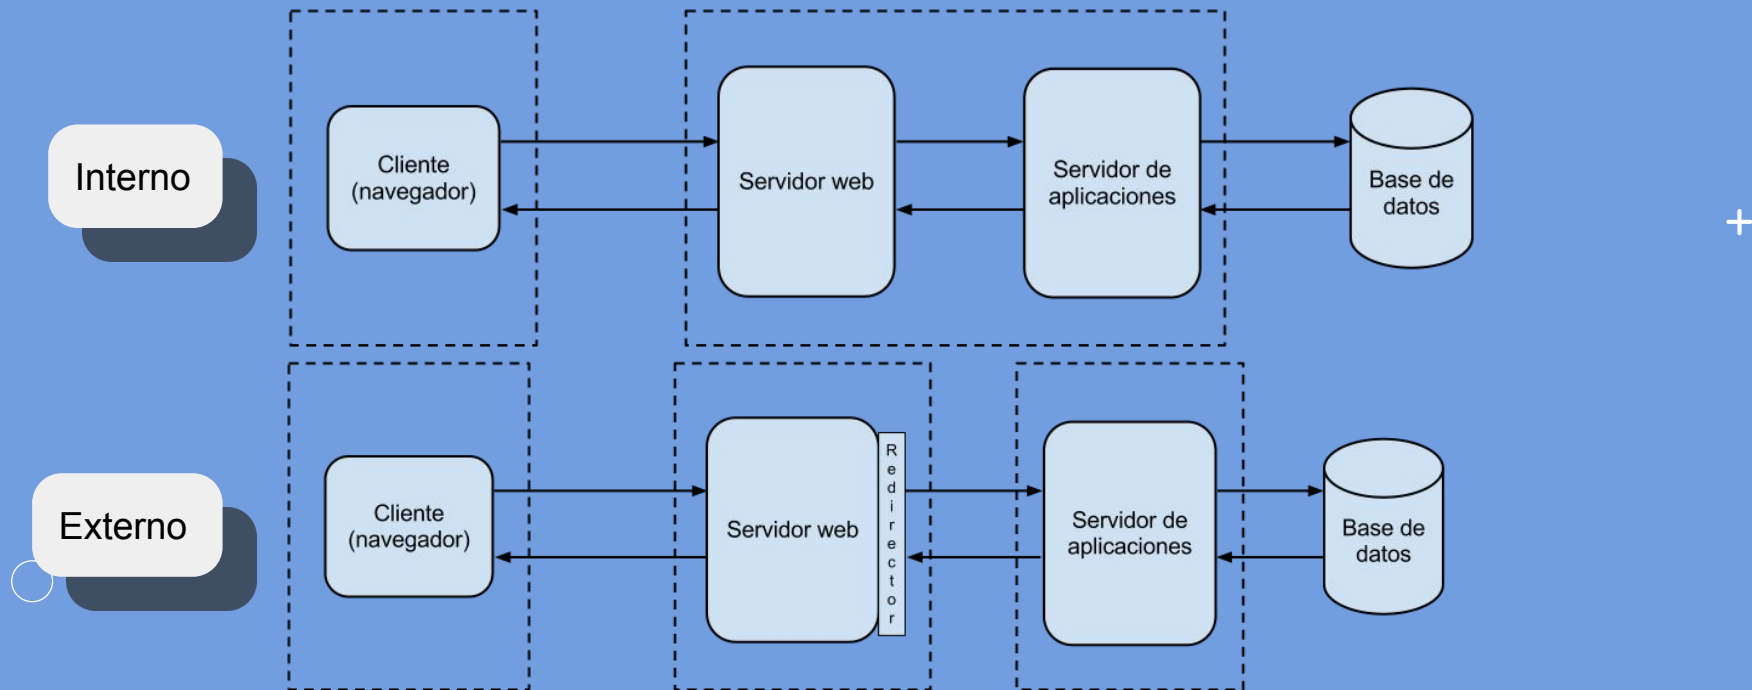 Interno
Cliente
(navegador)
Servidor web
Servidor de
aplicaciones
Base de
datos
Externo
Cliente
(navegador)
Servidor web
Redirector
Servidor de
aplicaciones
Base de
datos